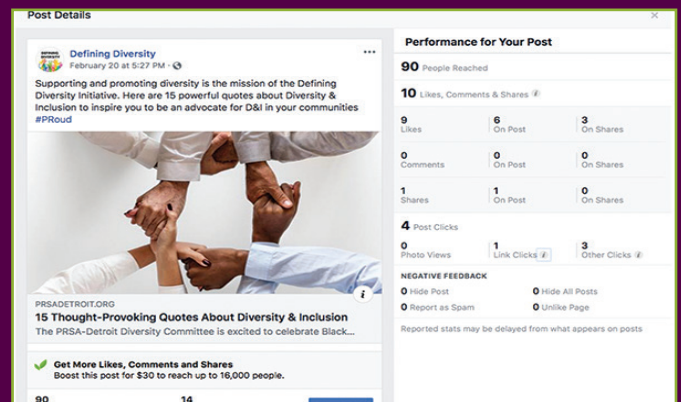 Post Details
Defining Diversity
February 20 at 5:27 PM ·
Supporting and promoting diversity is the mission of the Defining
Diversity Initiative. Here are 15 powerful quotes about Diversity &
Inclusion to inspire you to be an advocate for D&I in your communities
#PRoud
PRSADETROIT.ORG
15 Thought-Provoking Quotes About Diversity & Inclusion
The PRSA-Detroit Diversity Committee is excited to celebrate Black...
Get More Likes, Comments and Shares
Boost this post for $30 to reach up to 16,000 people.
90 14
Performance for Your Post
90 People Reached
10 Likes, Comments & Shares
9 6 3
Likes On Post On Shares
0 0 0
Comments On Post On Shares
1 1 0
Shares On Post On Shares
4 Post Clicks
0 1 3
Photo Views Link Clicks Other Clicks
NEGATIVE FEEDBACK
0 Hide Post 0 Hide All Posts
0 Report as Spam 0 Unlike Page
Reported stats may be delayed from what appears on posts